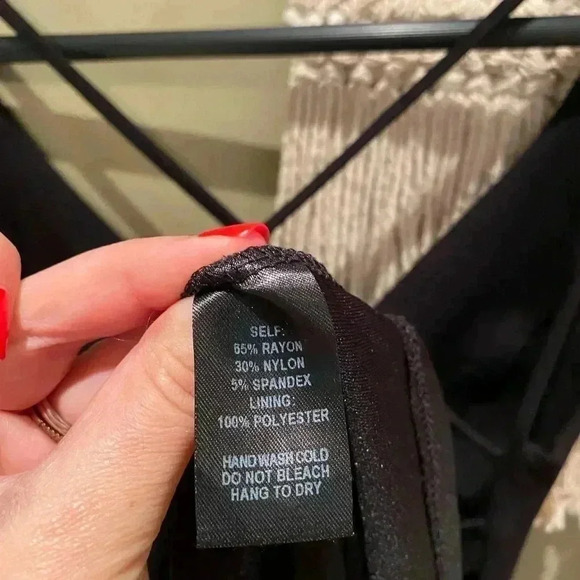 SELF:
65% RAYON
30% NYLON
5% SPANDEX
LINING:
100% POLYESTER
HAND WASH COLD
DO NOT BLEACH
HANG TO DRY